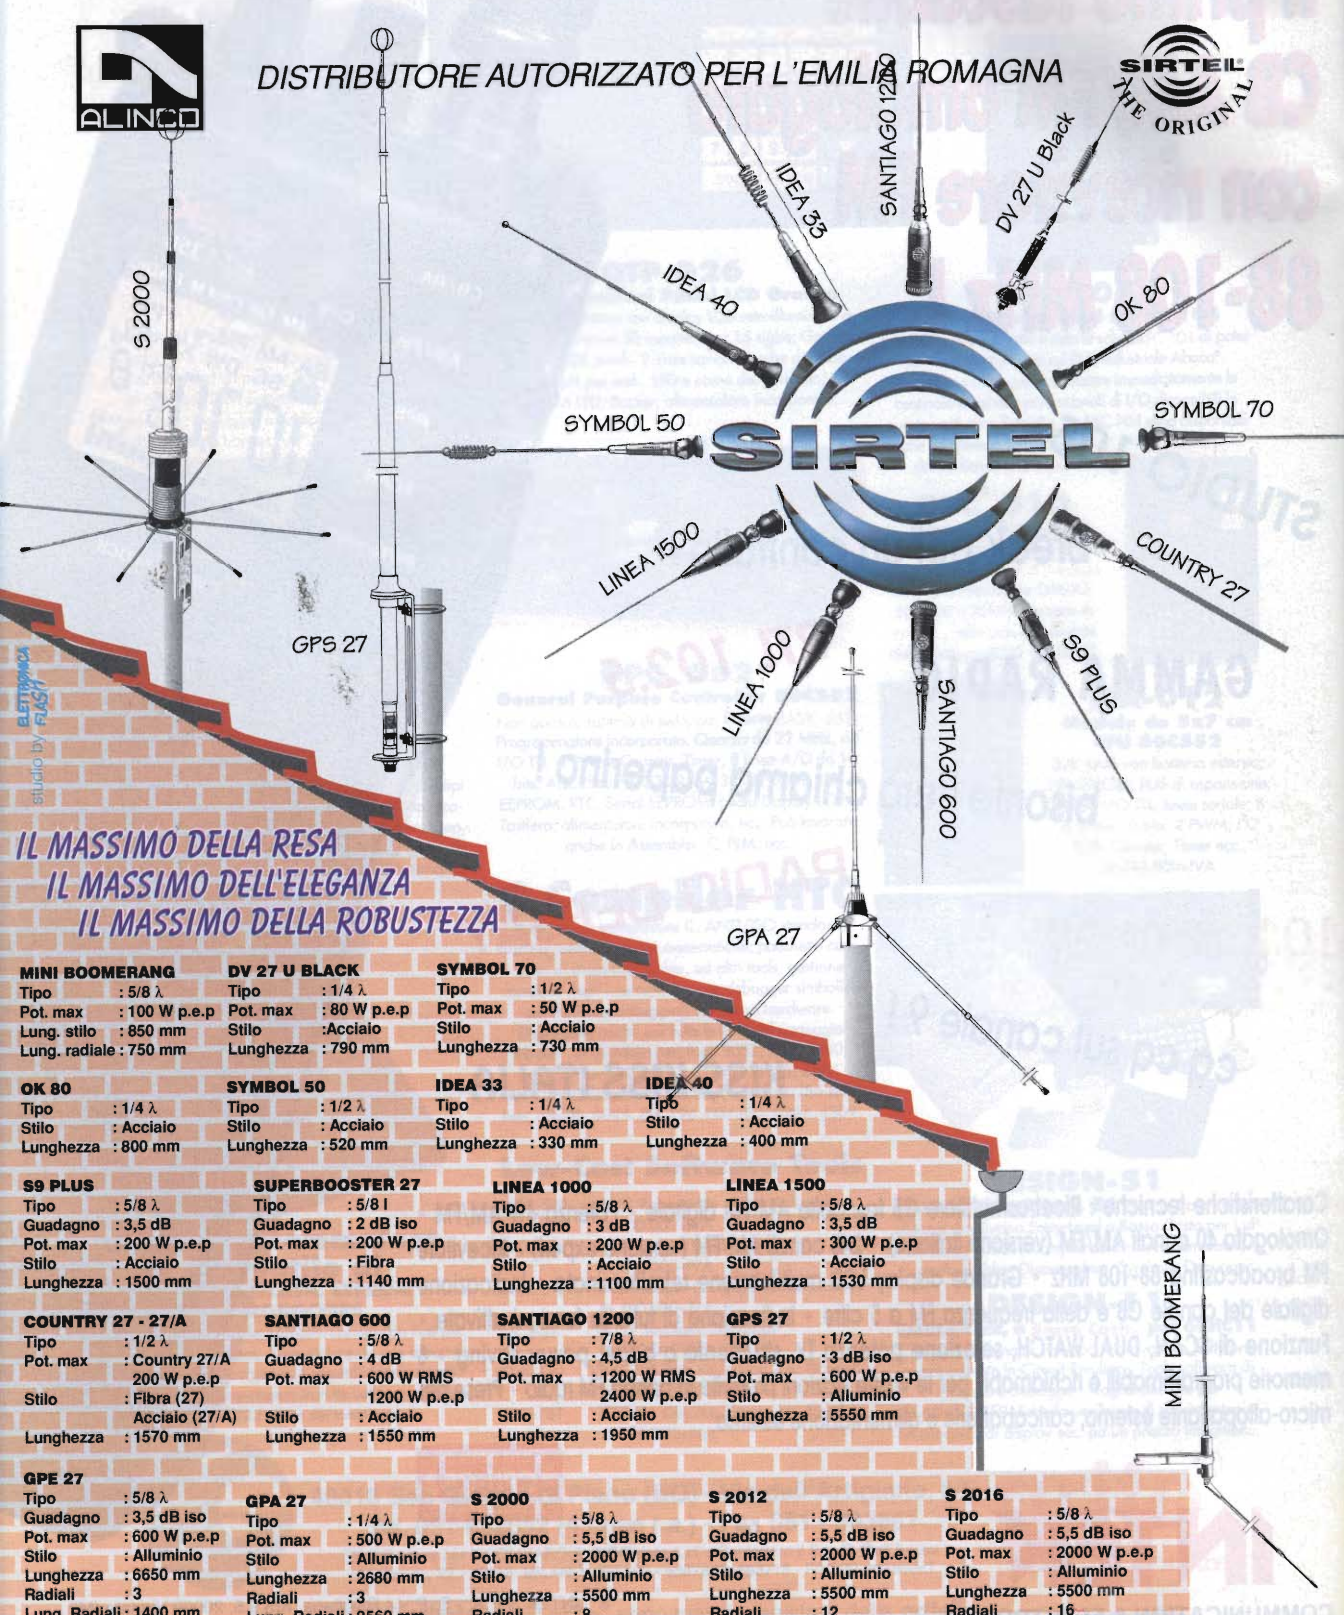 ALINCO
DISTRIBUTORE AUTORIZZATO PER L'EMILIA ROMAGNA
SIRTEL
THE ORIGINAL
S 2000
GPS 27
IDEA 33
SANTIAGO 1200
DV 27 U Black
IDEA 40
OK 80
SYMBOL 50
SYMBOL 70
SIRTEL
LINEA 1500
COUNTRY 27
LINEA 1000
SANTIAGO 600
S9 PLUS
GPA 27
MINI BOOMERANG
studio by ELETTRONICA FLASH
IL MASSIMO DELLA RESA
IL MASSIMO DELL'ELEGANZA
IL MASSIMO DELLA ROBUSTEZZA
MINI BOOMERANG
Tipo : 5/8 λ
Pot. max : 100 W p.e.p
Lung. stilo : 850 mm
Lung. radiale : 750 mm
DV 27 U BLACK
Tipo : 1/4 λ
Pot. max : 80 W p.e.p
Stilo :Acciaio
Lunghezza : 790 mm
SYMBOL 70
Tipo : 1/2 λ
Pot. max : 50 W p.e.p
Stilo : Acciaio
Lunghezza : 730 mm
OK 80
Tipo : 1/4 λ
Stilo : Acciaio
Lunghezza : 800 mm
SYMBOL 50
Tipo : 1/2 λ
Stilo : Acciaio
Lunghezza : 520 mm
IDEA 33
Tipo : 1/4 λ
Stilo : Acciaio
Lunghezza : 330 mm
IDEA 40
Tipo : 1/4 λ
Stilo : Acciaio
Lunghezza : 400 mm
S9 PLUS
Tipo : 5/8 λ
Guadagno : 3,5 dB
Pot. max : 200 W p.e.p
Stilo : Acciaio
Lunghezza : 1500 mm
SUPERBOOSTER 27
Tipo : 5/8 l
Guadagno : 2 dB iso
Pot. max : 200 W p.e.p
Stilo : Fibra
Lunghezza : 1140 mm
LINEA 1000
Tipo : 5/8 λ
Guadagno : 3 dB
Pot. max : 200 W p.e.p
Stilo : Acciaio
Lunghezza : 1100 mm
LINEA 1500
Tipo : 5/8 λ
Guadagno : 3,5 dB
Pot. max : 300 W p.e.p
Stilo : Acciaio
Lunghezza : 1530 mm
COUNTRY 27 - 27/A
Tipo : 1/2 λ
Pot. max : Country 27/A
200 W p.e.p
Stilo : Fibra (27)
Acciaio (27/A)
Lunghezza : 1570 mm
SANTIAGO 600
Tipo : 5/8 λ
Guadagno : 4 dB
Pot. max : 600 W RMS
1200 W p.e.p
Stilo : Acciaio
Lunghezza : 1550 mm
SANTIAGO 1200
Tipo : 7/8 λ
Guadagno : 4,5 dB
Pot. max : 1200 W RMS
2400 W p.e.p
Stilo : Acciaio
Lunghezza : 1950 mm
GPS 27
Tipo : 1/2 λ
Guadagno : 3 dB iso
Pot. max : 600 W p.e.p
Stilo : Alluminio
Lunghezza : 5550 mm
GPE 27
Tipo : 5/8 λ
Guadagno : 3,5 dB iso
Pot. max : 600 W p.e.p
Stilo : Alluminio
Lunghezza : 6650 mm
Radiali : 3
Lung. Radiali : 1400 mm
GPA 27
Tipo : 1/4 λ
Pot. max : 500 W p.e.p
Stilo : Alluminio
Lunghezza : 2680 mm
Radiali : 3
Lung. Radiali : 2560 mm
S 2000
Tipo : 5/8 λ
Guadagno : 5,5 dB iso
Pot. max : 2000 W p.e.p
Stilo : Alluminio
Lunghezza : 5500 mm
Radiali : 8
S 2012
Tipo : 5/8 λ
Guadagno : 5,5 dB iso
Pot. max : 2000 W p.e.p
Stilo : Alluminio
Lunghezza : 5500 mm
Radiali : 12
S 2016
Tipo : 5/8 λ
Guadagno : 5,5 dB iso
Pot. max : 2000 W p.e.p
Stilo : Alluminio
Lunghezza : 5500 mm
Radiali : 16